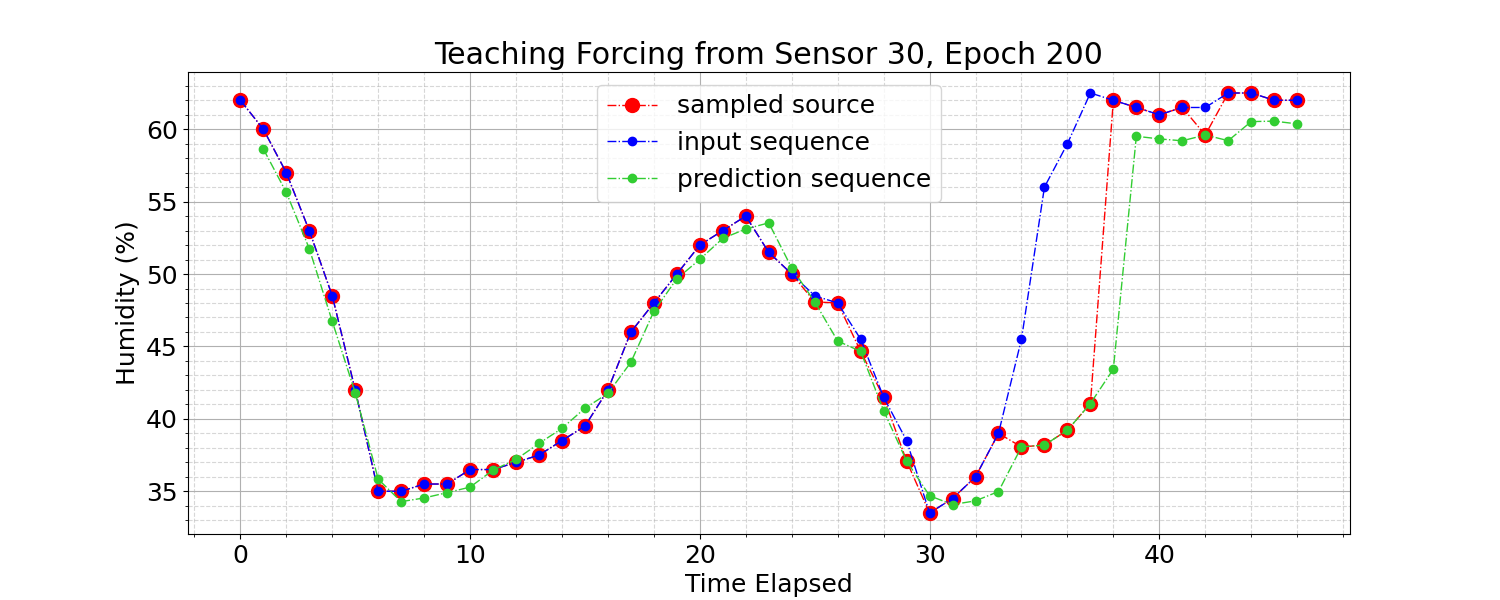 Teaching Forcing from Sensor 30, Epoch 200
sampled source
input sequence
prediction sequence
Humidity (%)
60
55
50
45
40
35
0 10 20 30 40
Time Elapsed